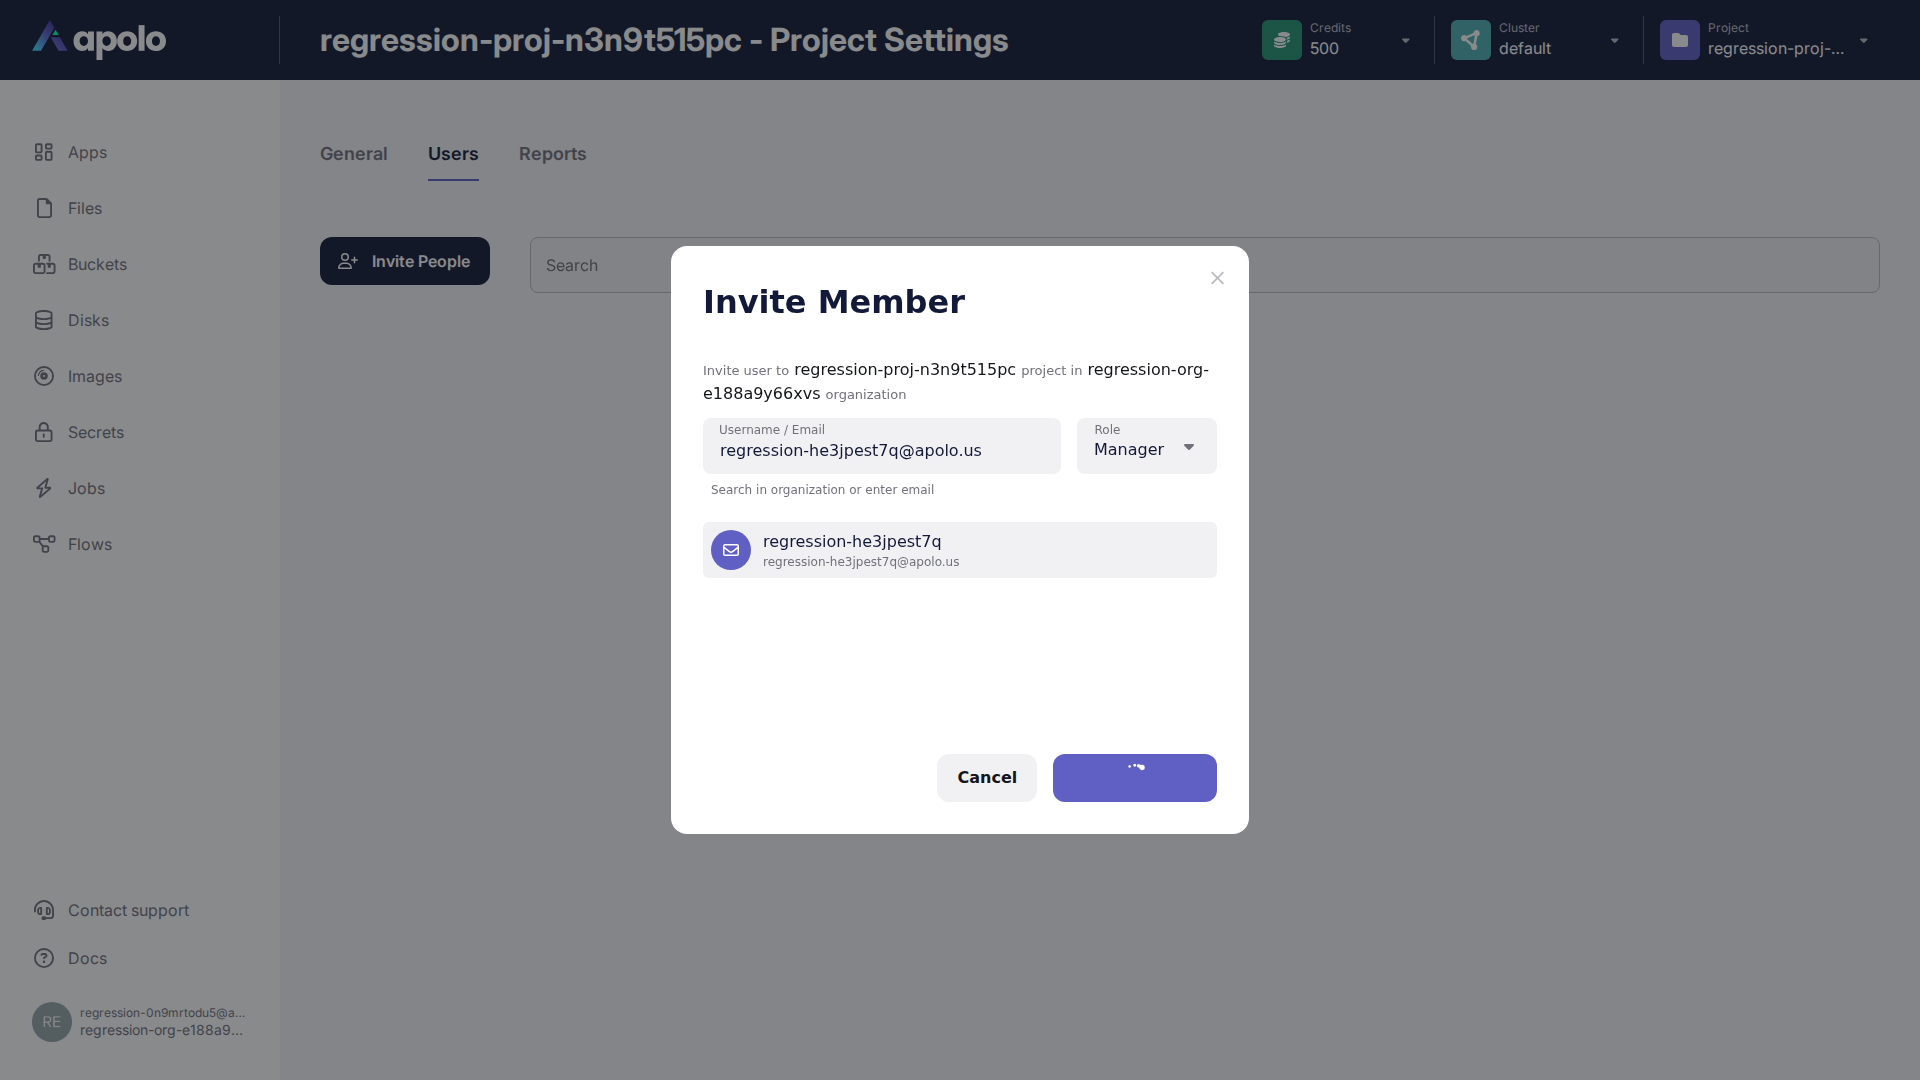 apolo
regression-proj-n3n9t515pc - Project Settings
Credits
500
Cluster
default
Project
regression-proj-...
Apps
Files
Buckets
Disks
Images
Secrets
Jobs
Flows
Contact support
Docs
RE
regression-0n9mrtodu5@a...
regression-org-e188a9...
General
Users
Reports
Invite People
Search
Invite Member
Invite user to regression-proj-n3n9t515pc project in regression-org-
e188a9y66xvs organization
Username / Email
regression-he3jpest7q@apolo.us
Role
Manager
Search in organization or enter email
regression-he3jpest7q
regression-he3jpest7q@apolo.us
Cancel